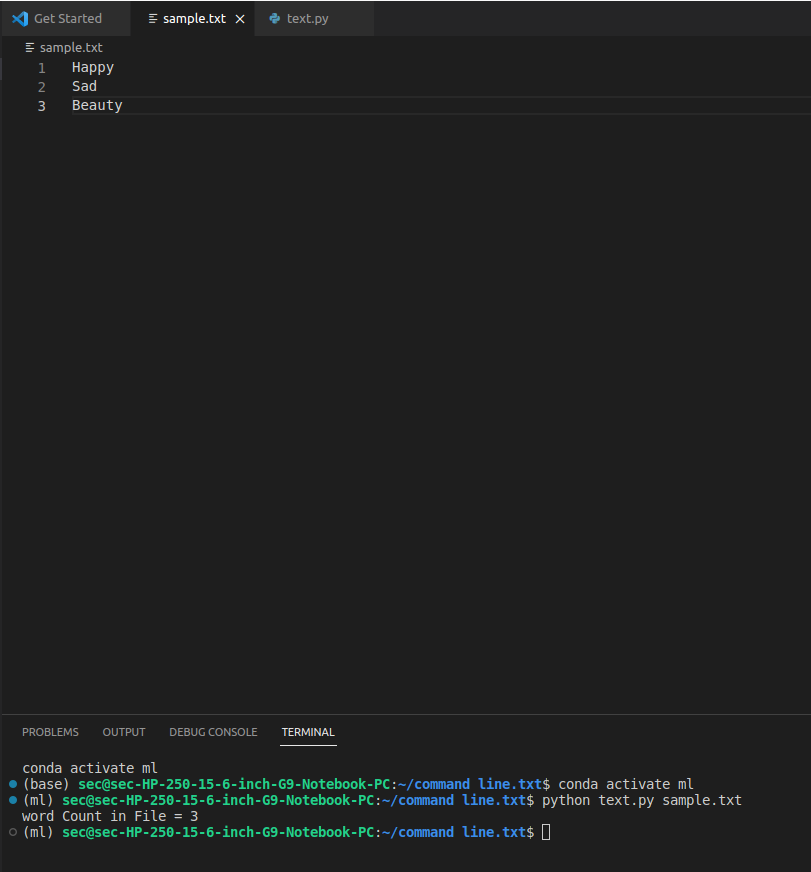 Get Started sample.txt text.py
sample.txt
1 Happy
2 Sad
3 Beauty
PROBLEMS OUTPUT DEBUG CONSOLE TERMINAL
conda activate ml
(base) sec@sec-HP-250-15-6-inch-G9-Notebook-PC:~/command line.txt$ conda activate ml
(ml) sec@sec-HP-250-15-6-inch-G9-Notebook-PC:~/command line.txt$ python text.py sample.txt
word Count in File = 3
(ml) sec@sec-HP-250-15-6-inch-G9-Notebook-PC:~/command line.txt$